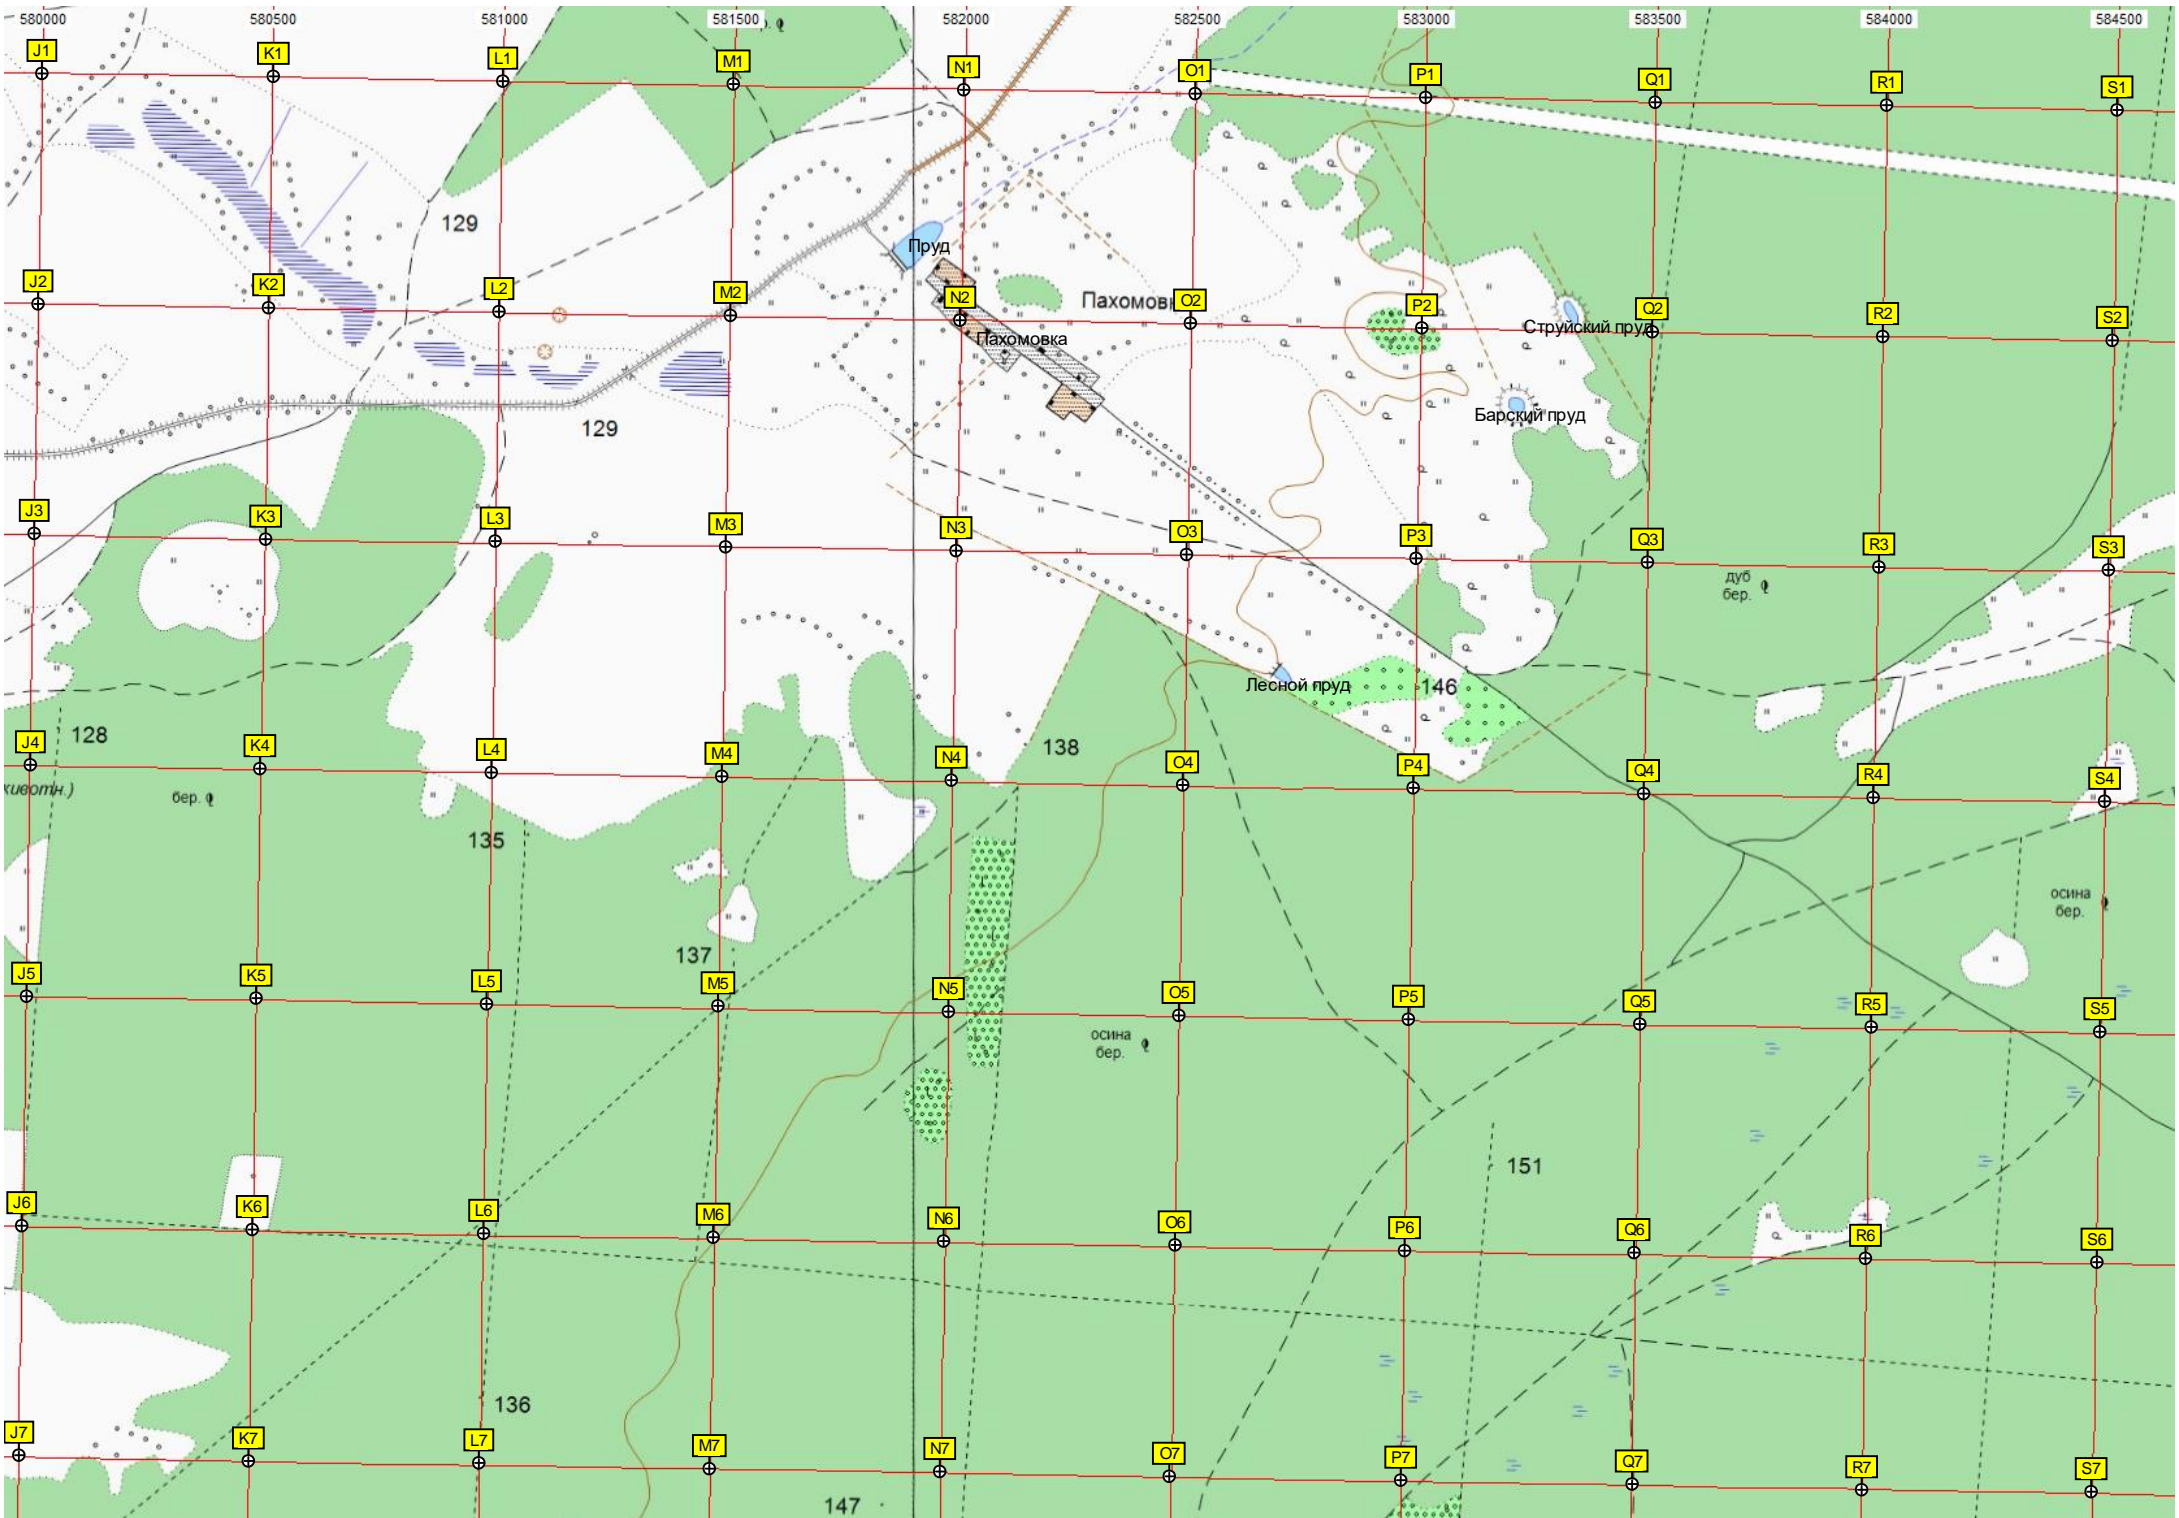 580000 580500 581000 581500 582000 582500 583000 583500 584000 584500
J1 K1 L1 M1 N1 O1 P1 Q1 R1 S1
129
Пруд
J2 K2 L2 M2 N2 Пахомовк O2 P2 Q2 R2 S2
Струйский пруд
Пахомовка
Барский пруд
129
J3 K3 L3 M3 N3 O3 P3 Q3 R3 S3
дуб
бер.
Лесной пруд
146
128
138
J4 K4 L4 M4 N4 O4 P4 Q4 R4 S4
животн.)
бер.
135
осина
бер.
137
J5 K5 L5 M5 N5 O5 P5 Q5 R5 S5
осина
бер.
151
J6 K6 L6 M6 N6 O6 P6 Q6 R6 S6
136
J7 K7 L7 M7 N7 O7 P7 Q7 R7 S7
147